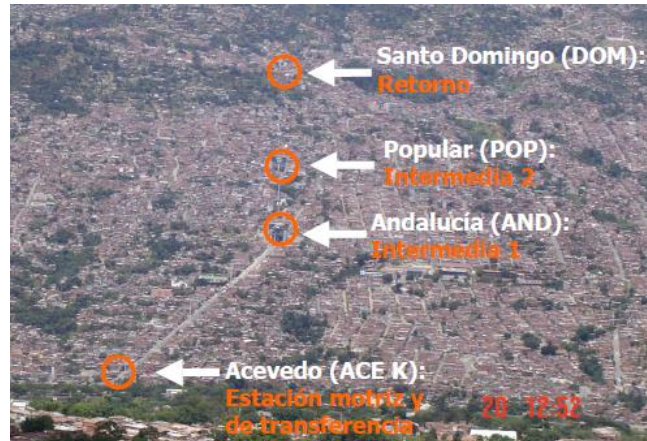 Santo Domingo (DOM):
Retorno
Popular (POP):
Intermedia 2
Andalucía (AND):
Intermedia 1
Acevedo (ACE K):
Estación motriz y
de transferencia
20 12:52